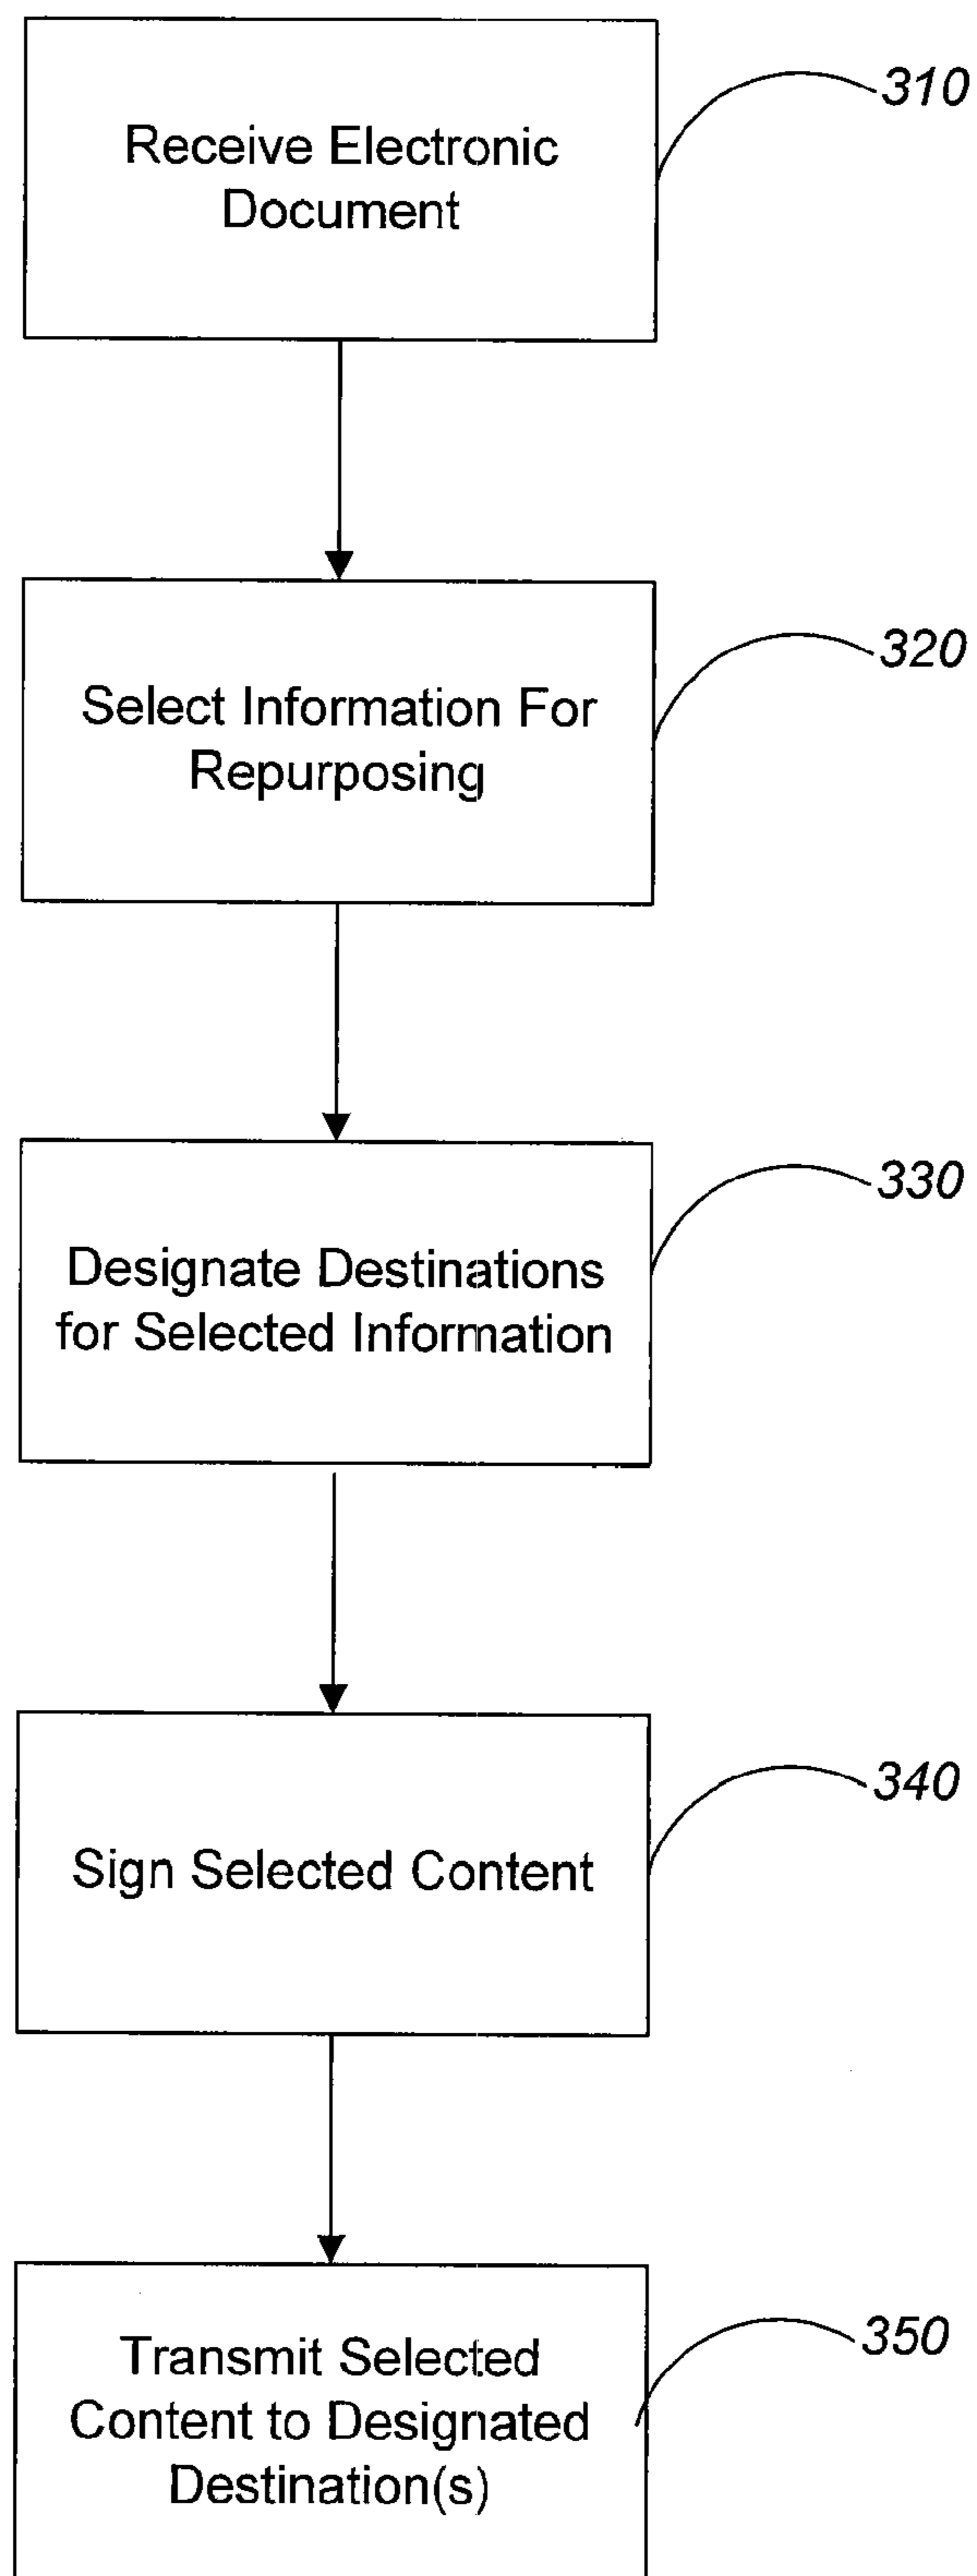 Receive Electronic
Document
310
Select Information For
Repurposing
320
Designate Destinations
for Selected Information
330
Sign Selected Content
340
Transmit Selected
Content to Designated
Destination(s)
350